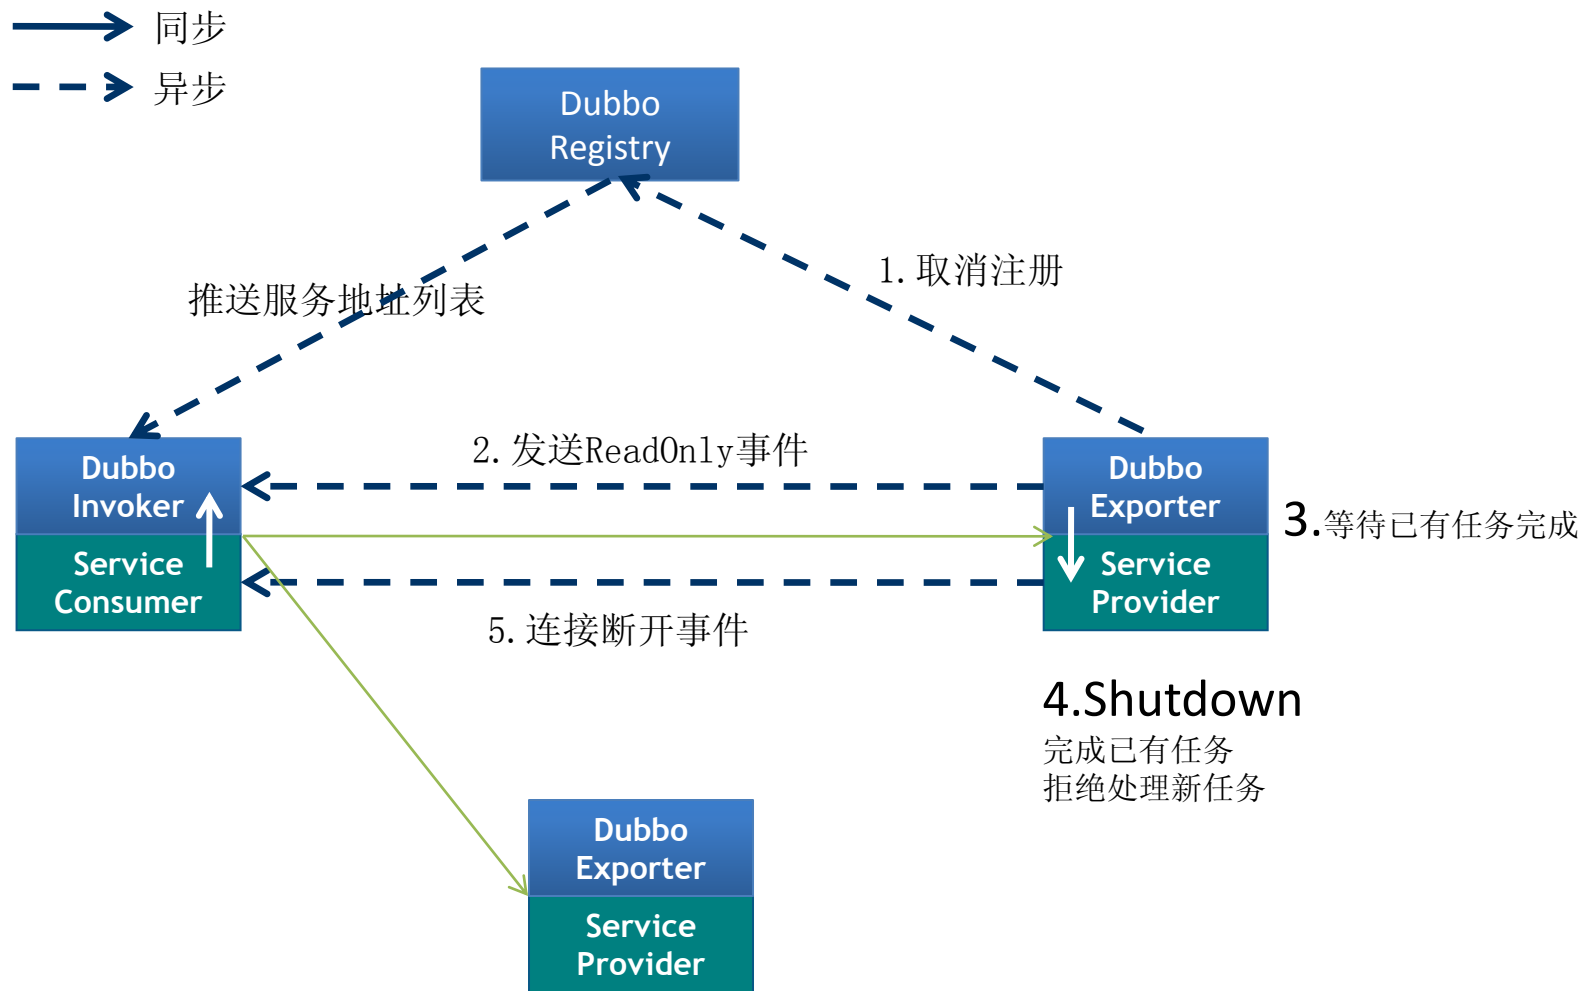 同步
异步
Dubbo
Registry
1.取消注册
推送服务地址列表
2.发送ReadOnly事件
Dubbo
Invoker
Service
Consumer
Dubbo
Exporter
Service
Provider
3.等待已有任务完成
5.连接断开事件
4.Shutdown
完成已有任务
拒绝处理新任务
Dubbo
Exporter
Service
Provider